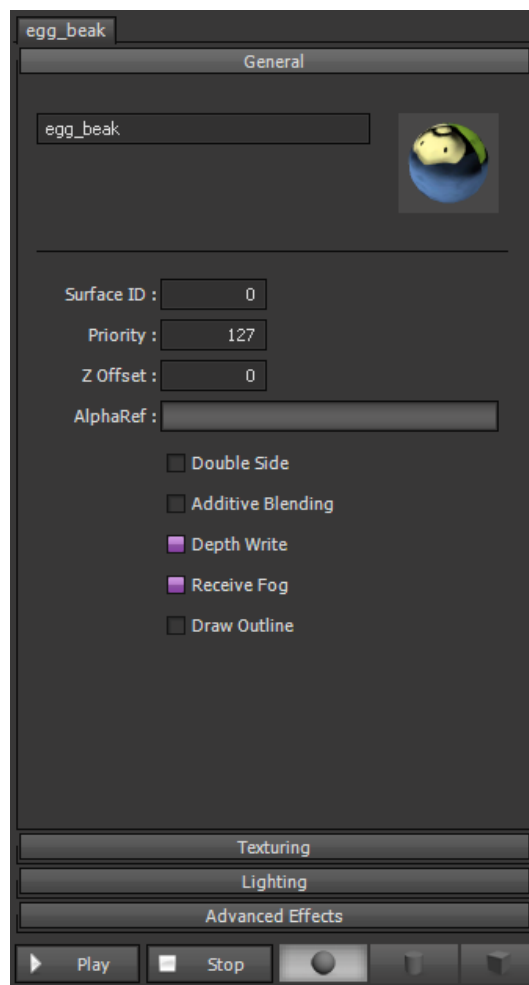 egg_beak
General
egg_beak
Surface ID : 0
Priority : 127
Z Offset : 0
AlphaRef :
Double Side
Additive Blending
Depth Write
Receive Fog
Draw Outline
Texturing
Lighting
Advanced Effects
Play Stop